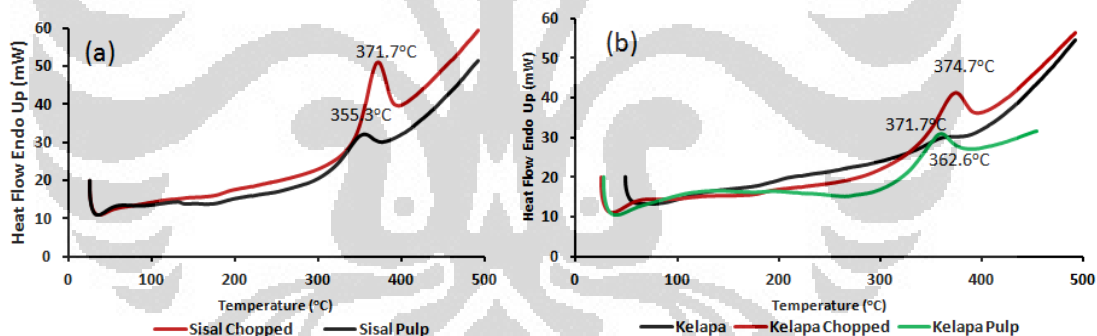 (a)
Heat Flow Endo Up (mW)
60
50
40
30
20
10
0
371.7°C
355.3°C
0 100 200 300 400 500
Temperature (°C)
Sisal Chopped Sisal Pulp
(b)
Heat Flow Endo Up (mW)
60
50
40
30
20
10
0
374.7°C
371.7°C
362.6°C
0 100 200 300 400 500
Temperature (°C)
Kelapa Kelapa Chopped Kelapa Pulp